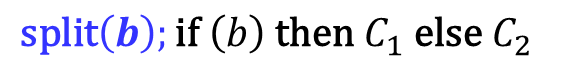 split(b); if (b) then C₁ else C₂